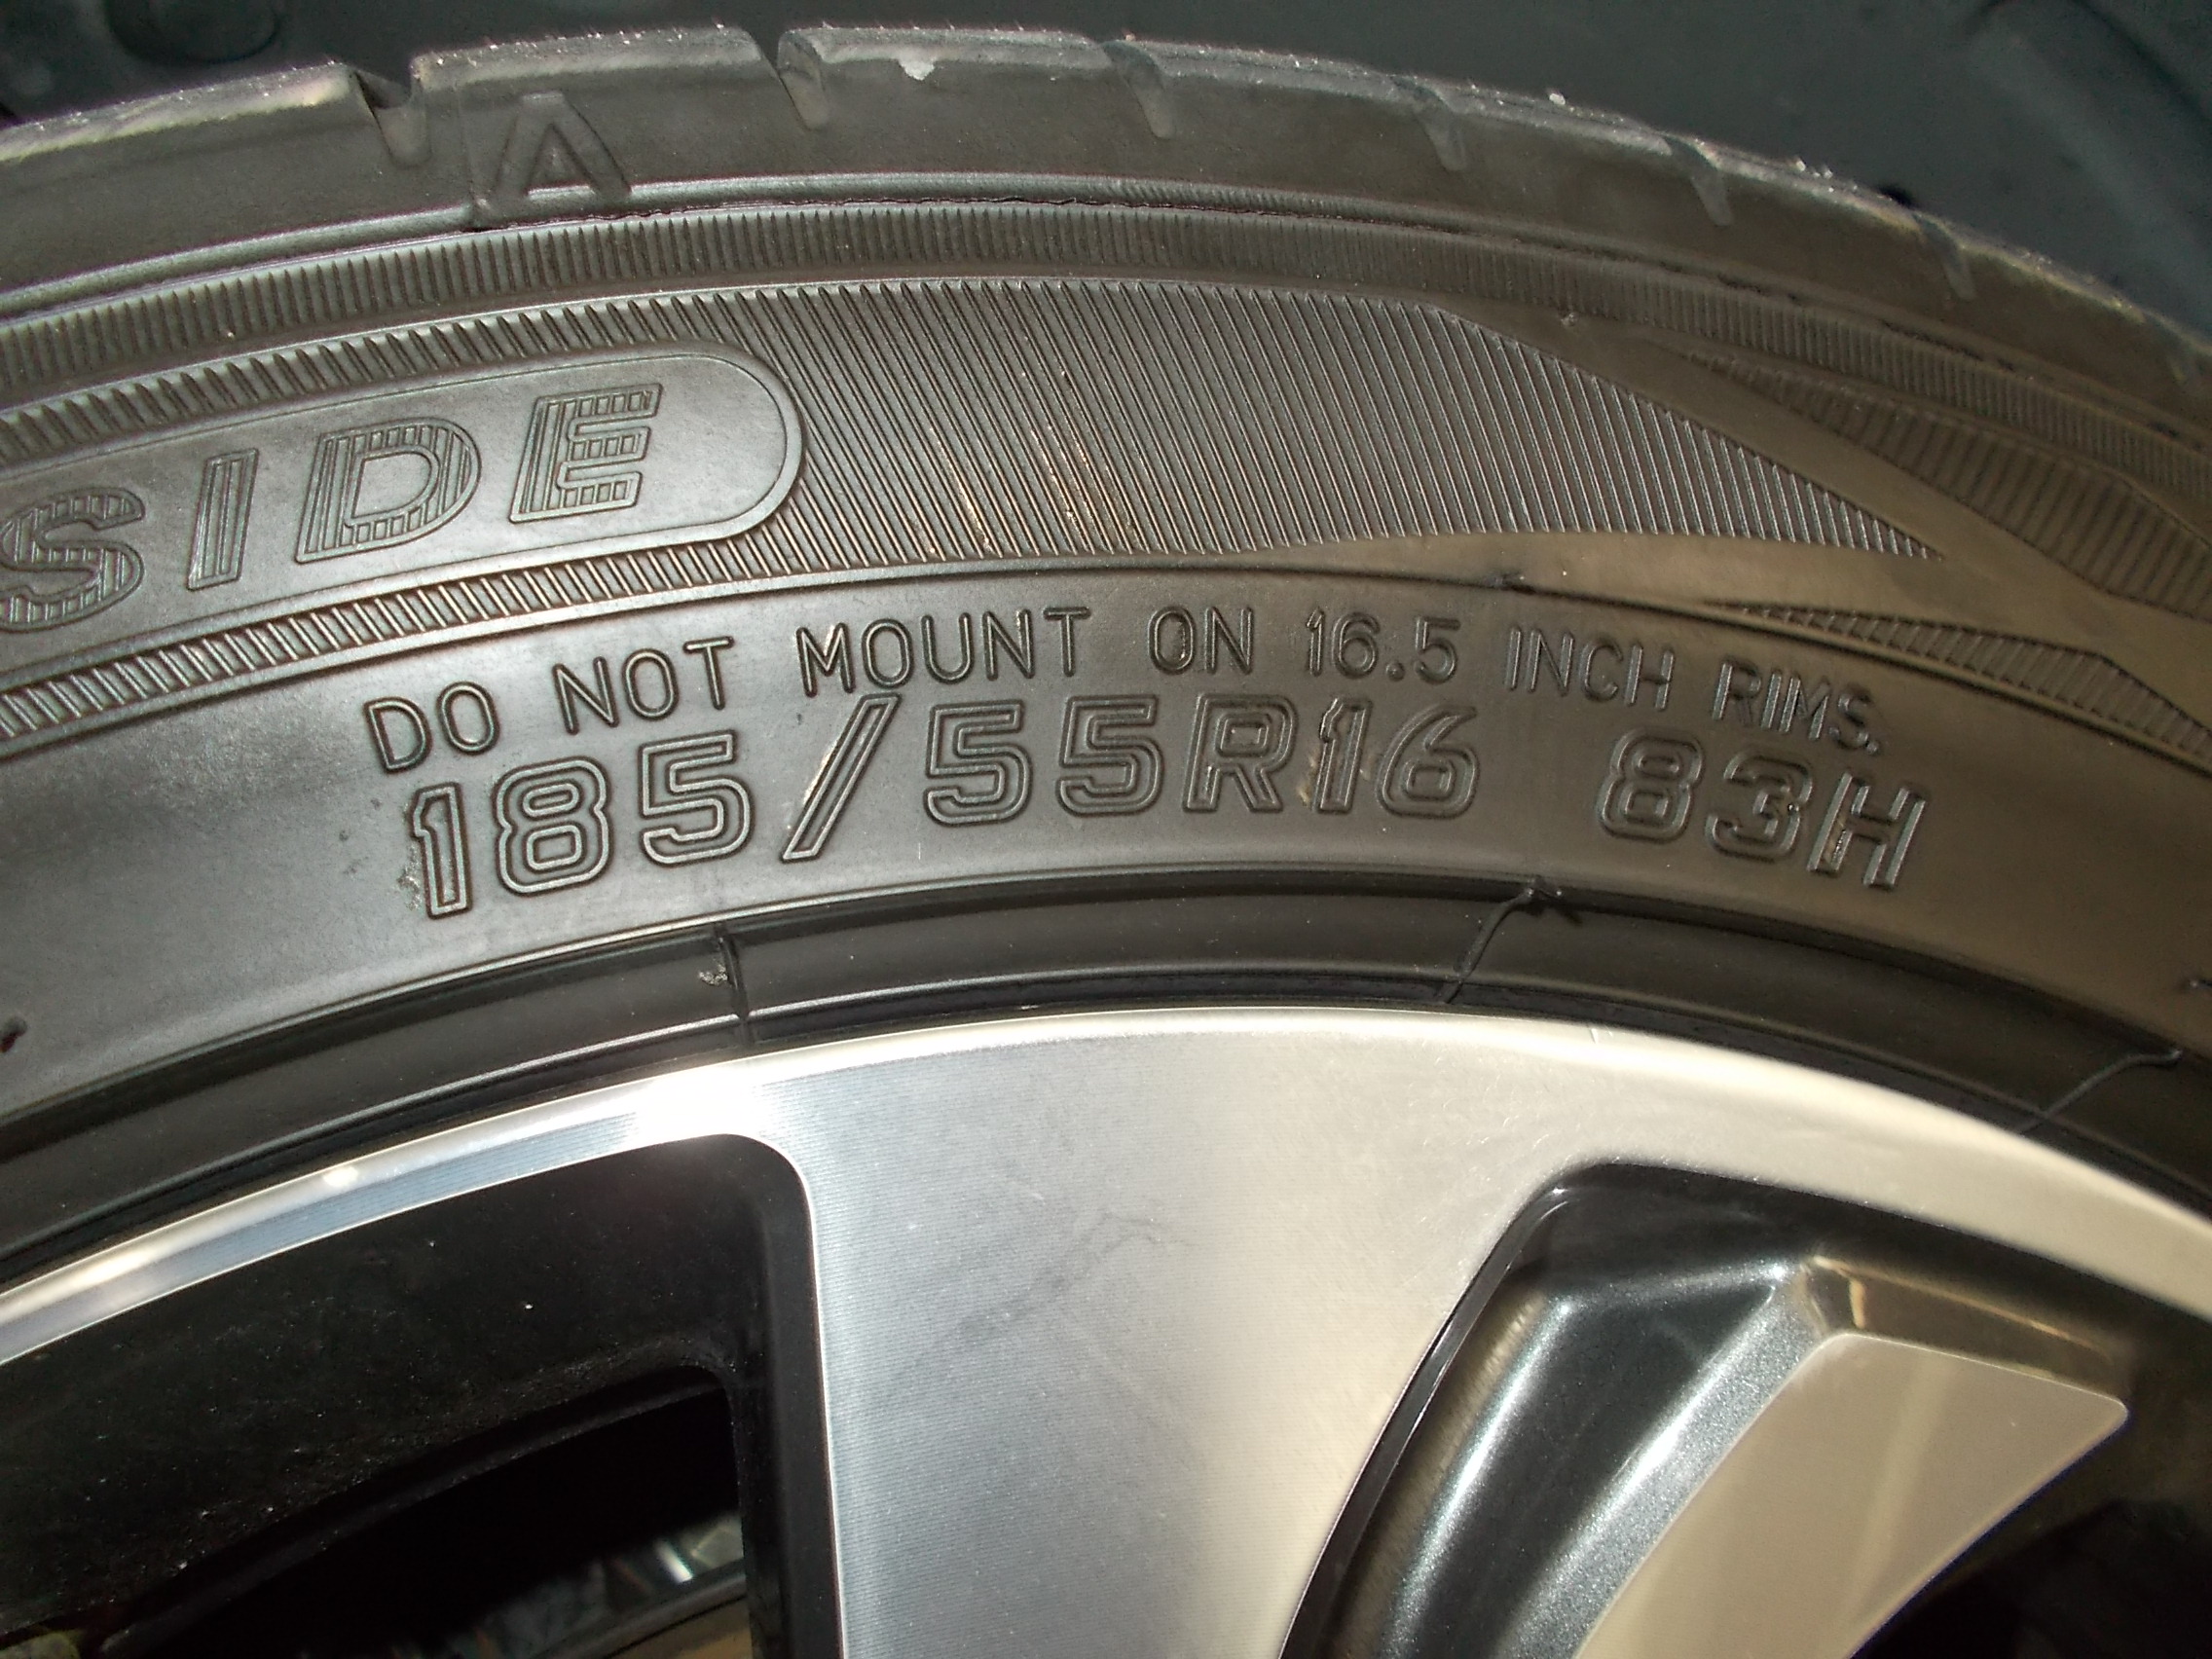 A
SIDE
DO NOT MOUNT ON 16.5 INCH RIMS.
185/55R16 83H